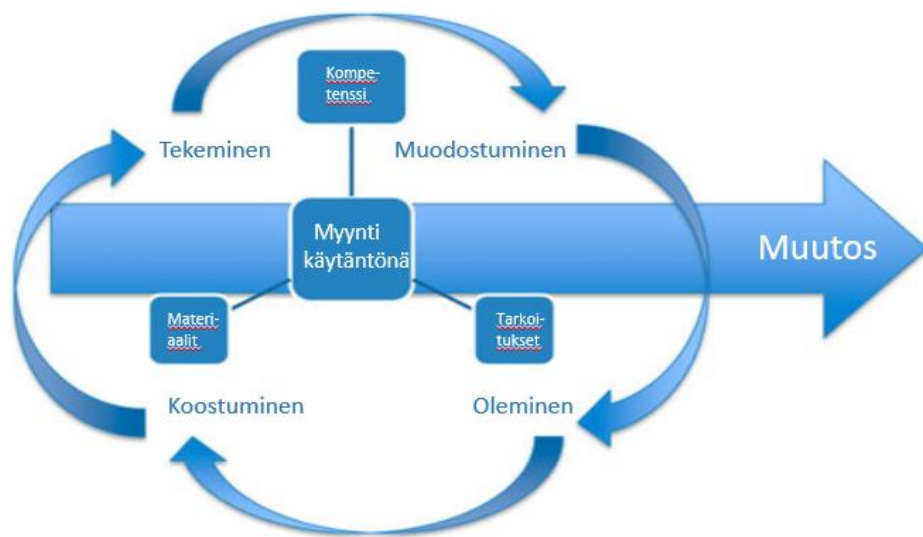 Kompe-
tenssi
Tekeminen
Muodostuminen
Myynti
käytäntönä
Muutos
Materi-
aalit
Tarkoi-
tukset
Koostuminen
Oleminen